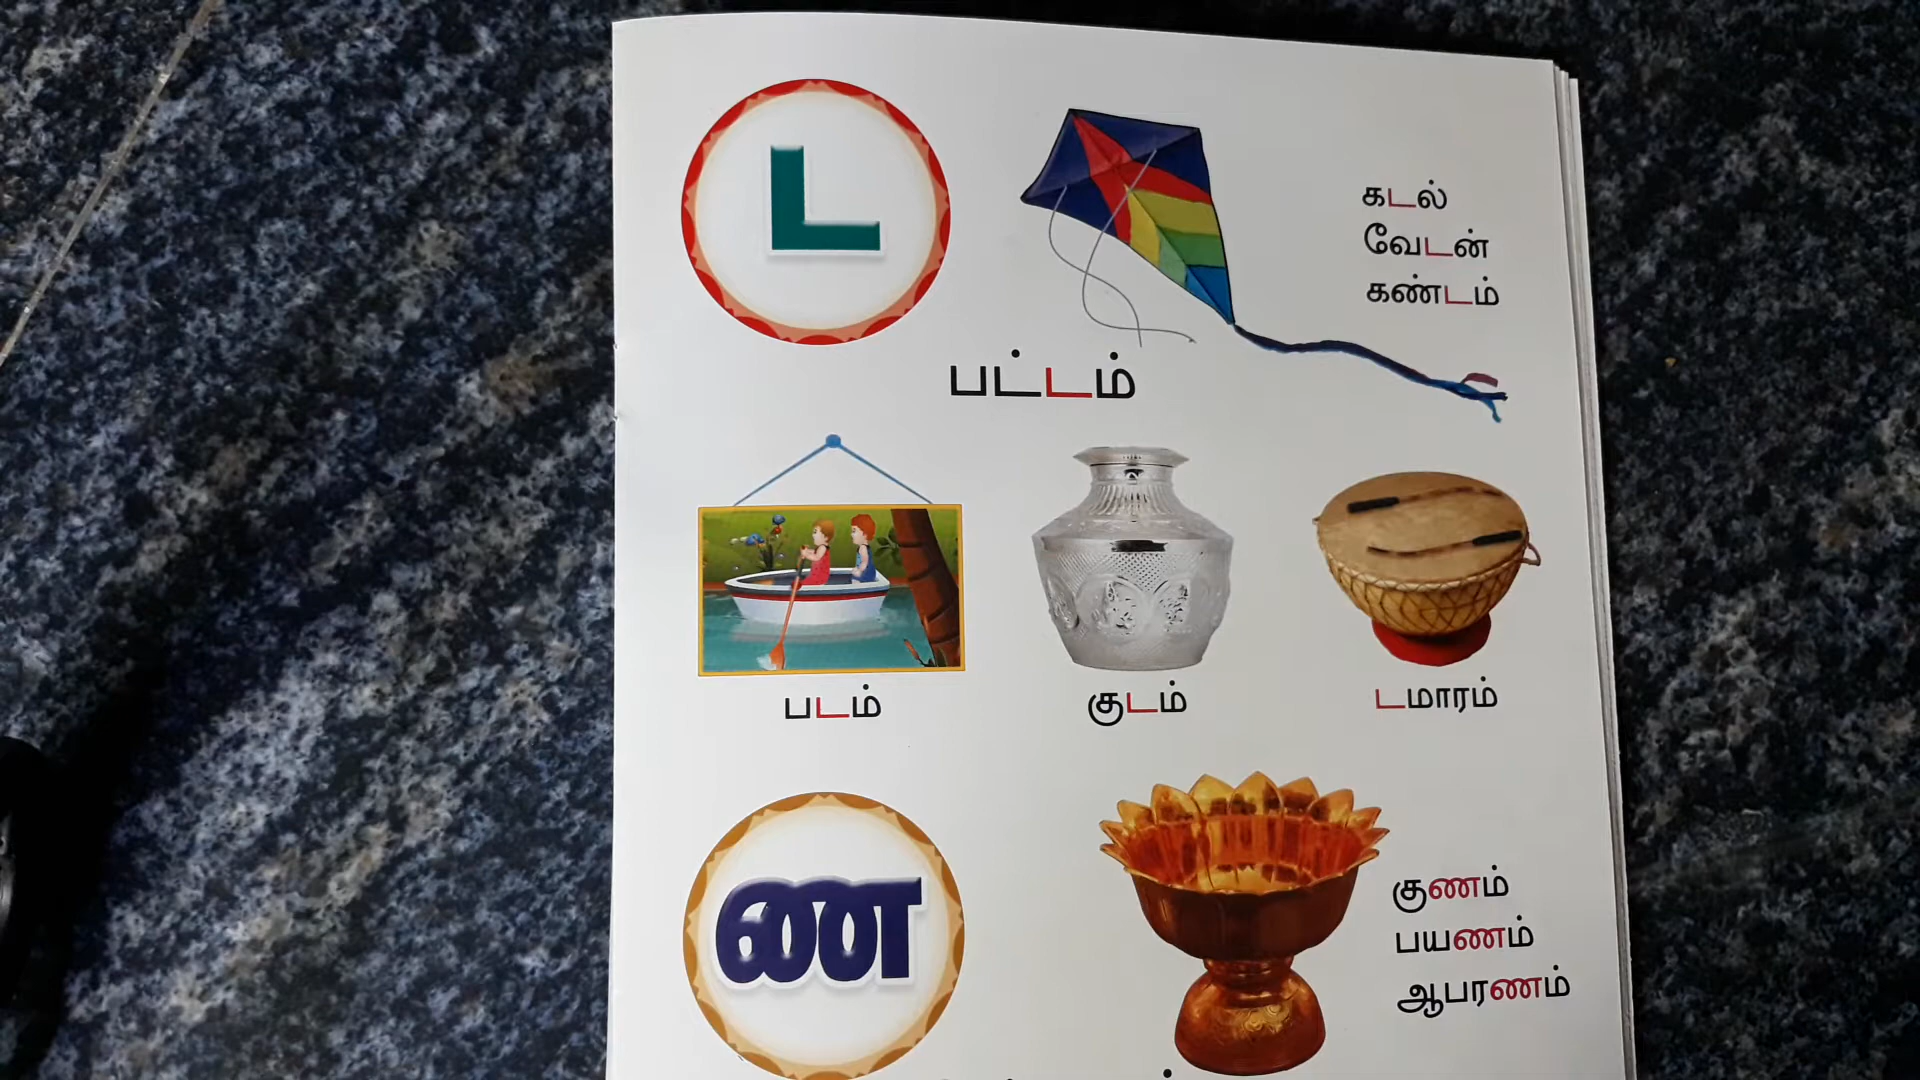 ட
கடல்
வேடன்
கண்டம்
பட்டம்
படம்
குடம்
டமாரம்
ண
குணம்
பயணம்
ஆபரணம்